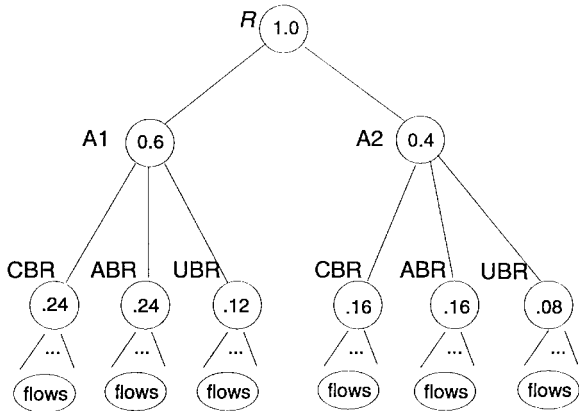 R 1.0
A1 0.6 A2 0.4
CBR ABR UBR CBR ABR UBR
.24 .24 .12 .16 .16 .08
... ... ... ... ... ...
flows flows flows flows flows flows